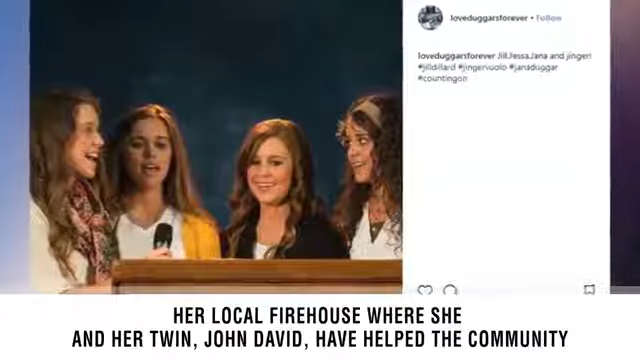 loveduggarsforever • Follow
loveduggarsforever Jill,Jessa,Jana and jinger!
#jilldillard #jingervuolo #janaduggar
#countingon
HER LOCAL FIREHOUSE WHERE SHE
AND HER TWIN, JOHN DAVID, HAVE HELPED THE COMMUNITY